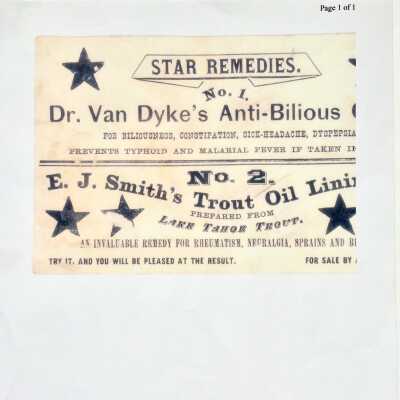 Page 1 of 1
STAR REMEDIES.
No. 1.
Dr. Van Dyke's Anti-Bilious
FOR BILIOUSNESS, CONSTIPATION, SICK-HEADACHE, DYSPEPSIA
PREVENTS TYPHOID AND MALARIAL FEVER IF TAKEN IN
No. 2.
E. J. Smith's Trout Oil Lini
PREPARED FROM
LAKE TAHOE TROUT.
AN INVALUABLE REMEDY FOR RHEUMATISM, NEURALGIA, SPRAINS AND B
TRY IT. AND YOU WILL BE PLEASED AT THE RESULT.
FOR SALE BY